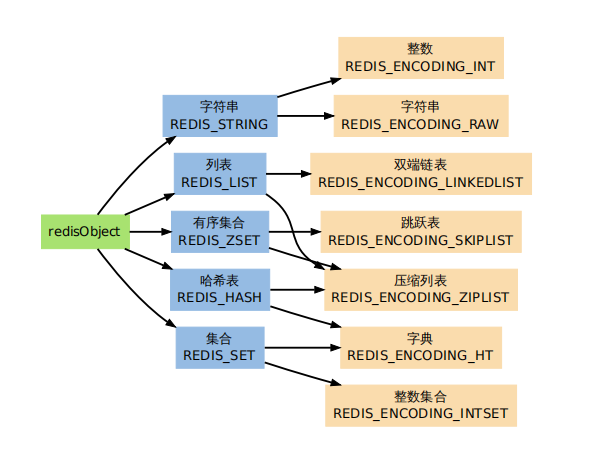 redisObject
字符串
REDIS_STRING
列表
REDIS_LIST
有序集合
REDIS_ZSET
哈希表
REDIS_HASH
集合
REDIS_SET
整数
REDIS_ENCODING_INT
字符串
REDIS_ENCODING_RAW
双端链表
REDIS_ENCODING_LINKEDLIST
跳跃表
REDIS_ENCODING_SKIPLIST
压缩列表
REDIS_ENCODING_ZIPLIST
字典
REDIS_ENCODING_HT
整数集合
REDIS_ENCODING_INTSET